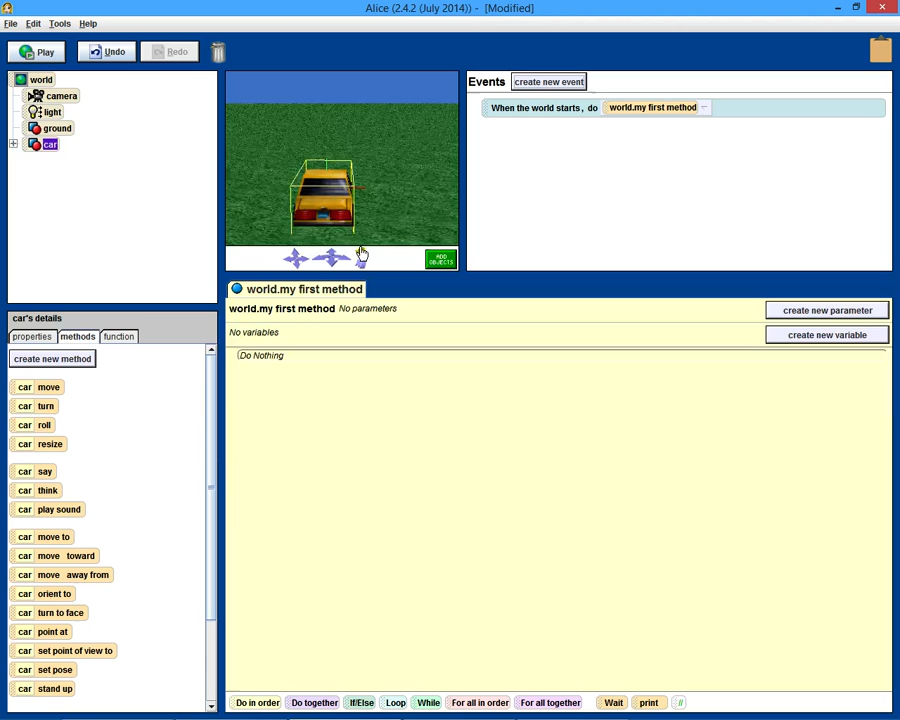 Alice (2.4.2 (July 2014)) - [Modified]
File Edit Tools Help
Play Undo Redo
world
camera
light
ground
car
ADD OBJECTS
Events create new event
When the world starts, do world.my first method
car's details
properties methods function
create new method
car move
car turn
car roll
car resize
car say
car think
car play sound
car move to
car move toward
car move away from
car orient to
car turn to face
car point at
car set point of view to
car set pose
car stand up
world.my first method
world.my first method No parameters create new parameter
No variables create new variable
(Do Nothing
Do in order Do together If/Else Loop While For all in order For all together Wait print //